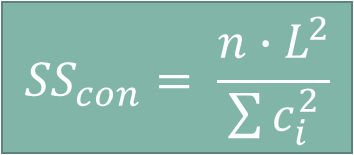 SS_con = (n · L²) / (∑ c_i²)